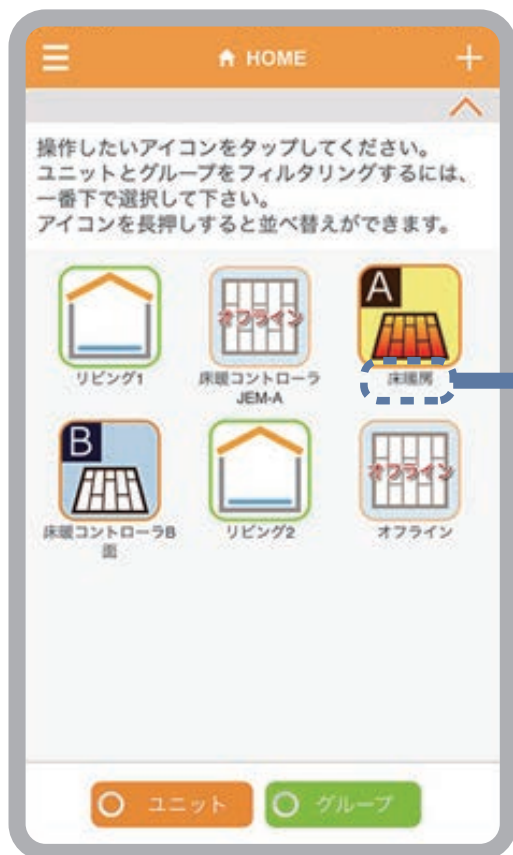 HOME
操作したいアイコンをタップしてください。
ユニットとグループをフィルタリングするには、
一番下で選択して下さい。
アイコンを長押しすると並べ替えができます。
オフライン
A
リビング1
床暖コントローラ
JEM-A
床暖房
B
オフライン
床暖コントローラB
面
リビング2
オフライン
ユニット
グループ